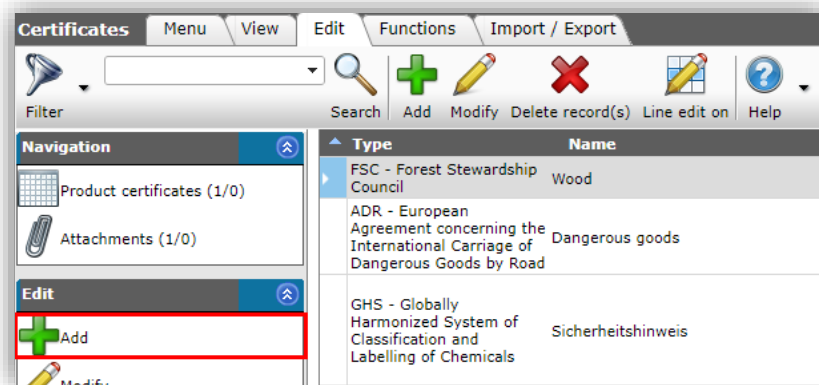 Certificates Menu View Edit Functions Import / Export
Filter Search Add Modify Delete record(s) Line edit on Help
Navigation
Product certificates (1/0)
Attachments (1/0)
Edit
Add
Modify
Type Name
FSC - Forest Stewardship
Council
Wood
ADR - European
Agreement concerning the
International Carriage of
Dangerous Goods by Road
Dangerous goods
GHS - Globally
Harmonized System of
Classification and
Labelling of Chemicals
Sicherheitshinweis